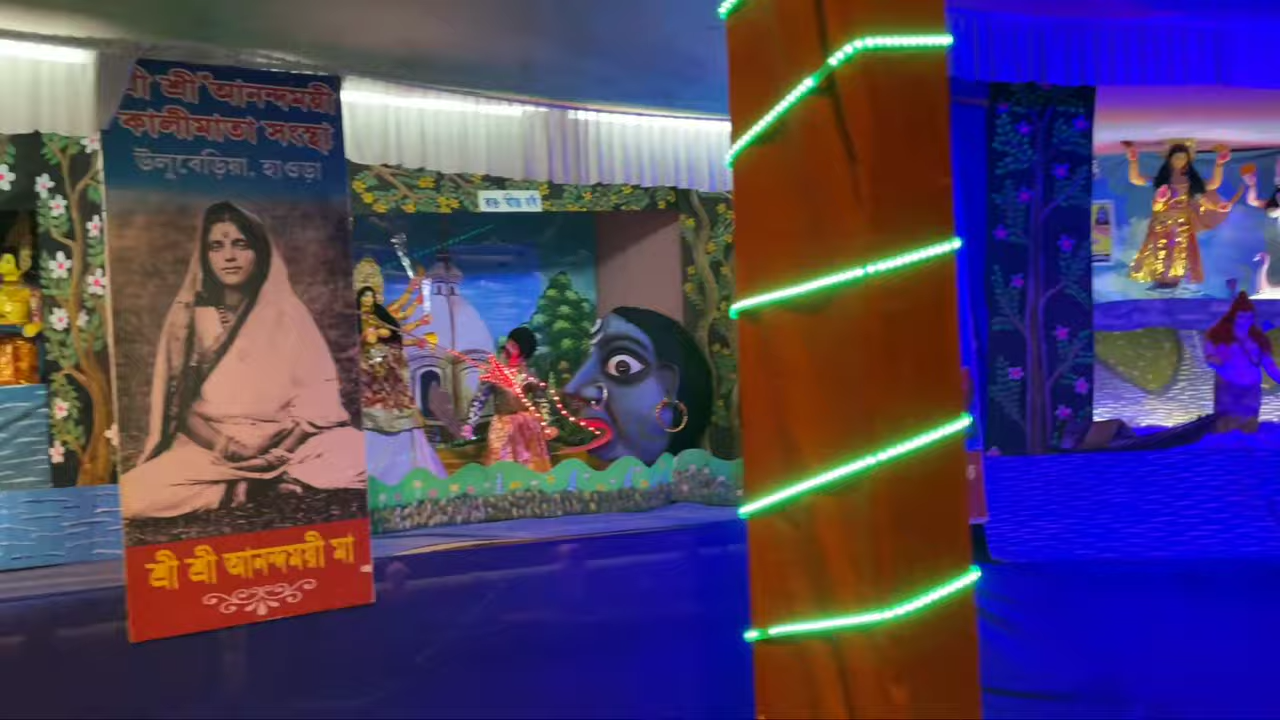 শ্রী শ্রী আনন্দময়ী
কালীমাতা সংস্থা
উলুবেড়িয়া, হাওড়া
শ্রী শ্রী আনন্দময়ী মা